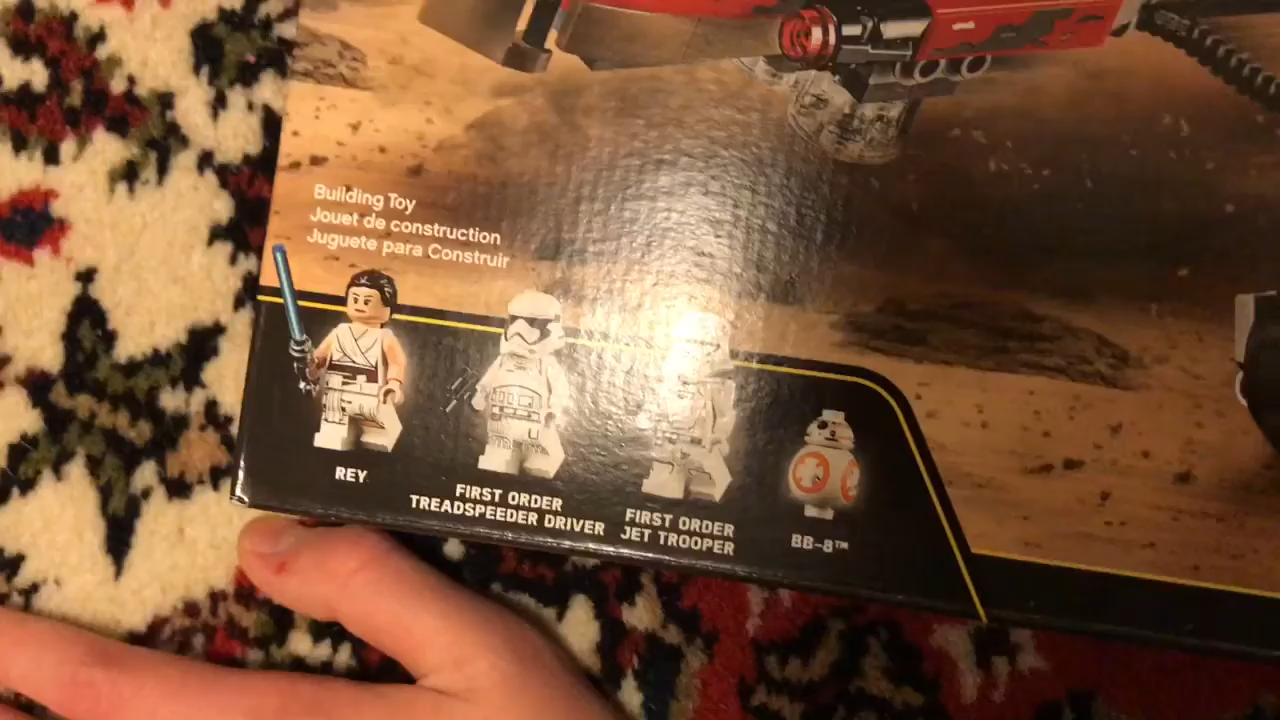 Building Toy
Jouet de construction
Juguete para Construir
REY
FIRST ORDER
TREADSPEEDER DRIVER
FIRST ORDER
JET TROOPER
BB-8™